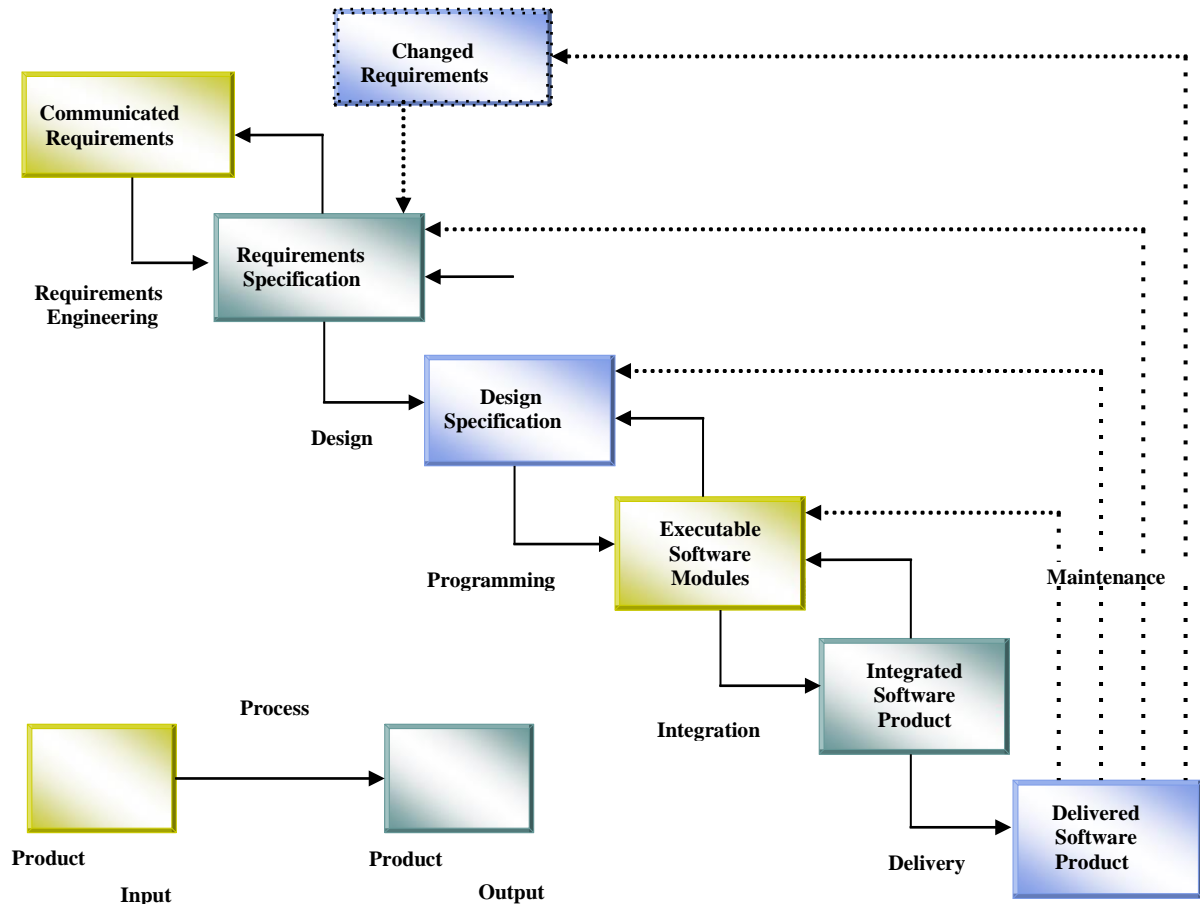 Changed
Requirements
Communicated
Requirements
Requirements
Specification
Requirements
Engineering
Design
Specification
Design
Executable
Software
Modules
Programming
Maintenance
Integrated
Software
Product
Integration
Process
Delivered
Software
Product
Delivery
Product
Input
Product
Output